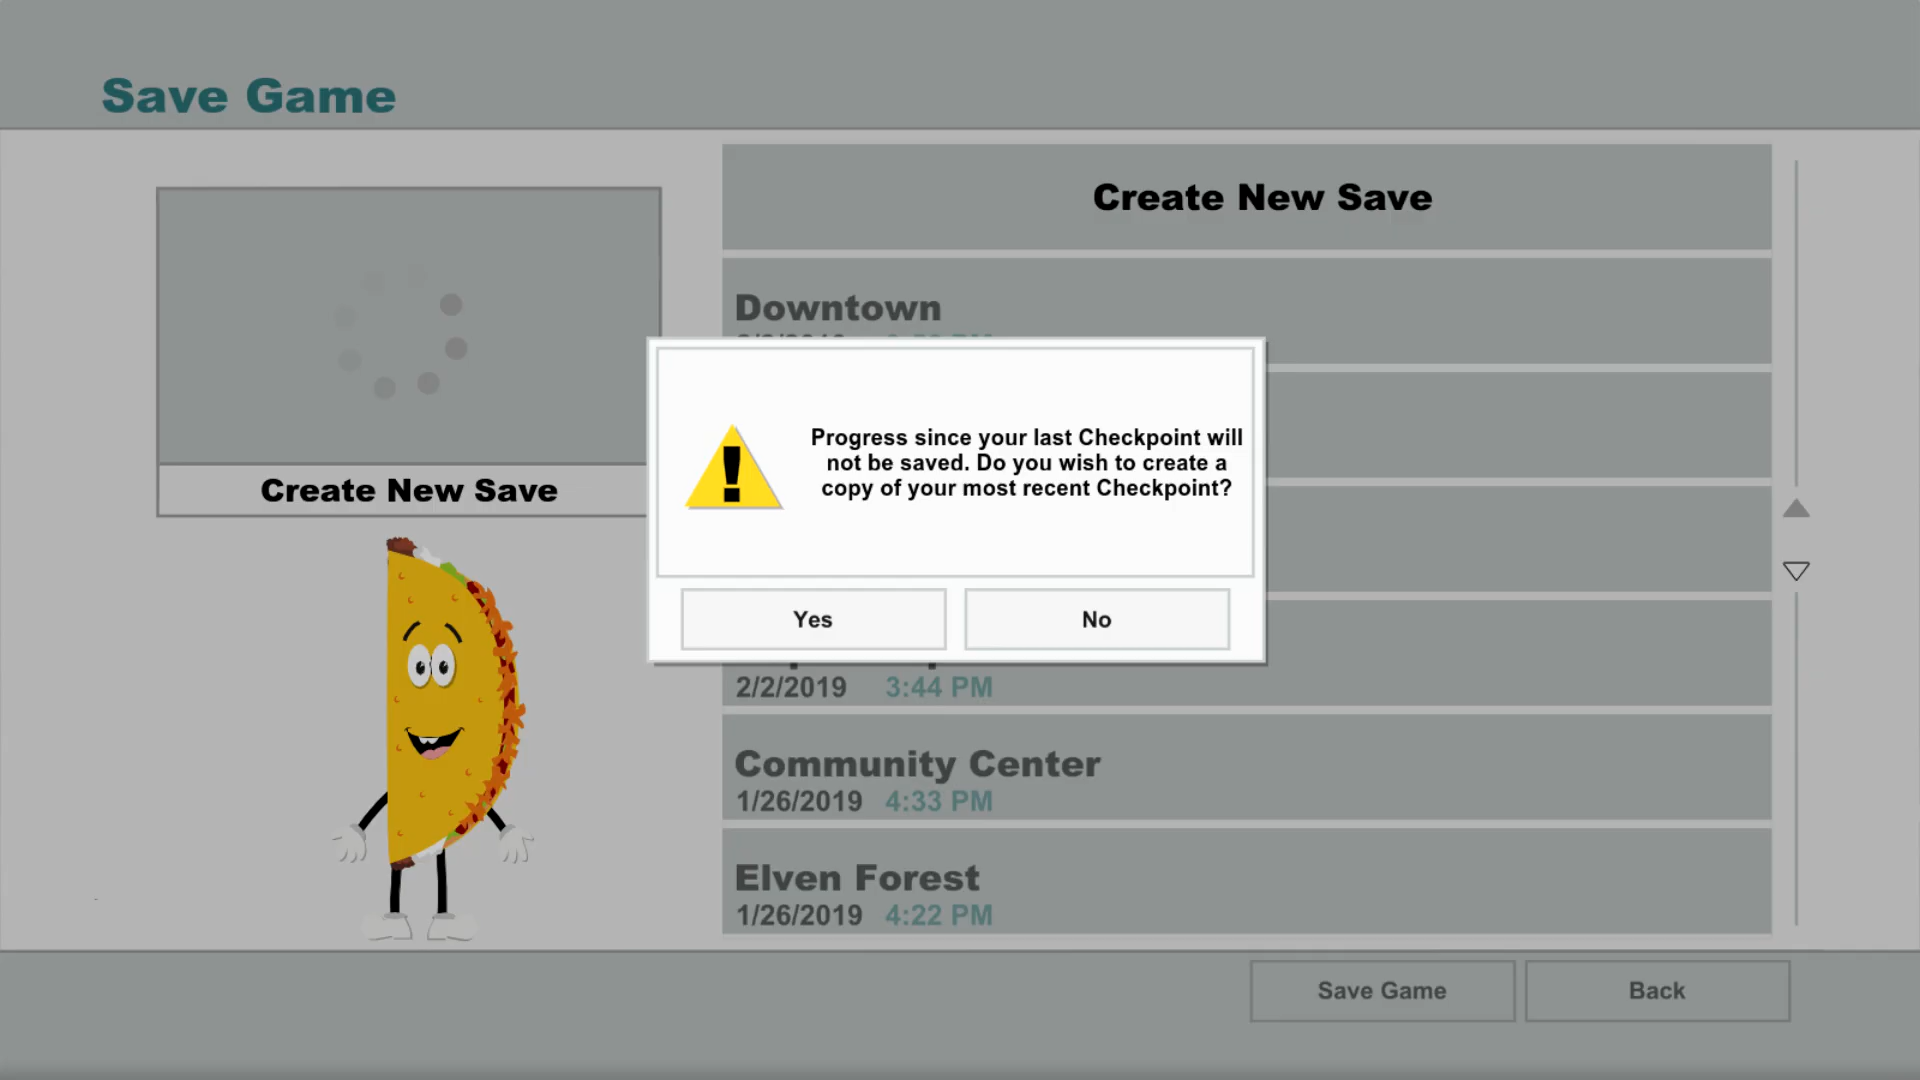 Save Game
Create New Save
Downtown
Create New Save
Progress since your last Checkpoint will
not be saved. Do you wish to create a
copy of your most recent Checkpoint?
Yes
No
2/2/2019 3:44 PM
Community Center
1/26/2019 4:33 PM
Elven Forest
1/26/2019 4:22 PM
Save Game
Back